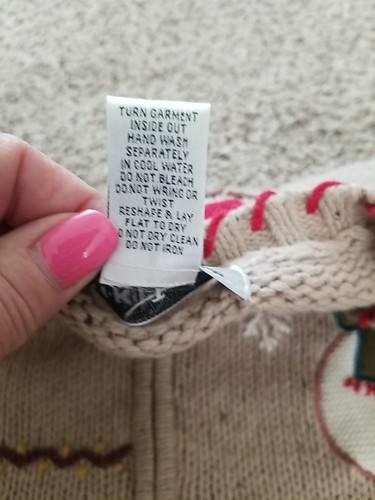 TURN GARMENT
INSIDE OUT
HAND WASH
SEPARATELY
IN COOL WATER
DO NOT BLEACH
DO NOT WRING OR
TWIST
RESHAPE & LAY
FLAT TO DRY
O NOT DRY CLEAN
DO NOT IRON